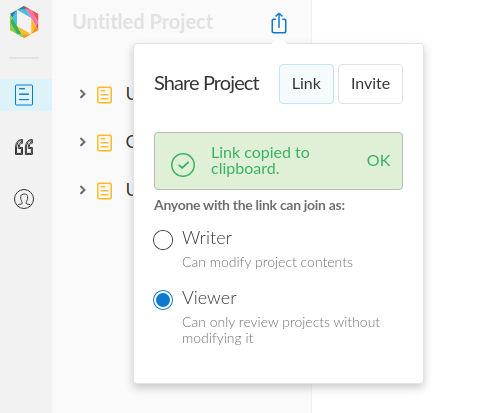 Untitled Project
Share Project
Link
Invite
Link copied to
clipboard.
OK
Anyone with the link can join as:
Writer
Can modify project contents
Viewer
Can only review projects without
modifying it